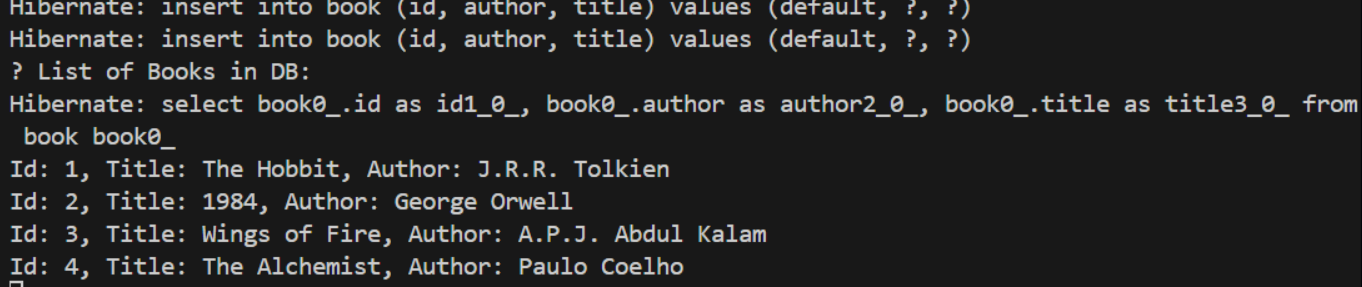 Hibernate: insert into book (id, author, title) values (default, ?, ?)
Hibernate: insert into book (id, author, title) values (default, ?, ?)
? List of Books in DB:
Hibernate: select book0_.id as id1_0_, book0_.author as author2_0_, book0_.title as title3_0_ from
 book book0_
Id: 1, Title: The Hobbit, Author: J.R.R. Tolkien
Id: 2, Title: 1984, Author: George Orwell
Id: 3, Title: Wings of Fire, Author: A.P.J. Abdul Kalam
Id: 4, Title: The Alchemist, Author: Paulo Coelho